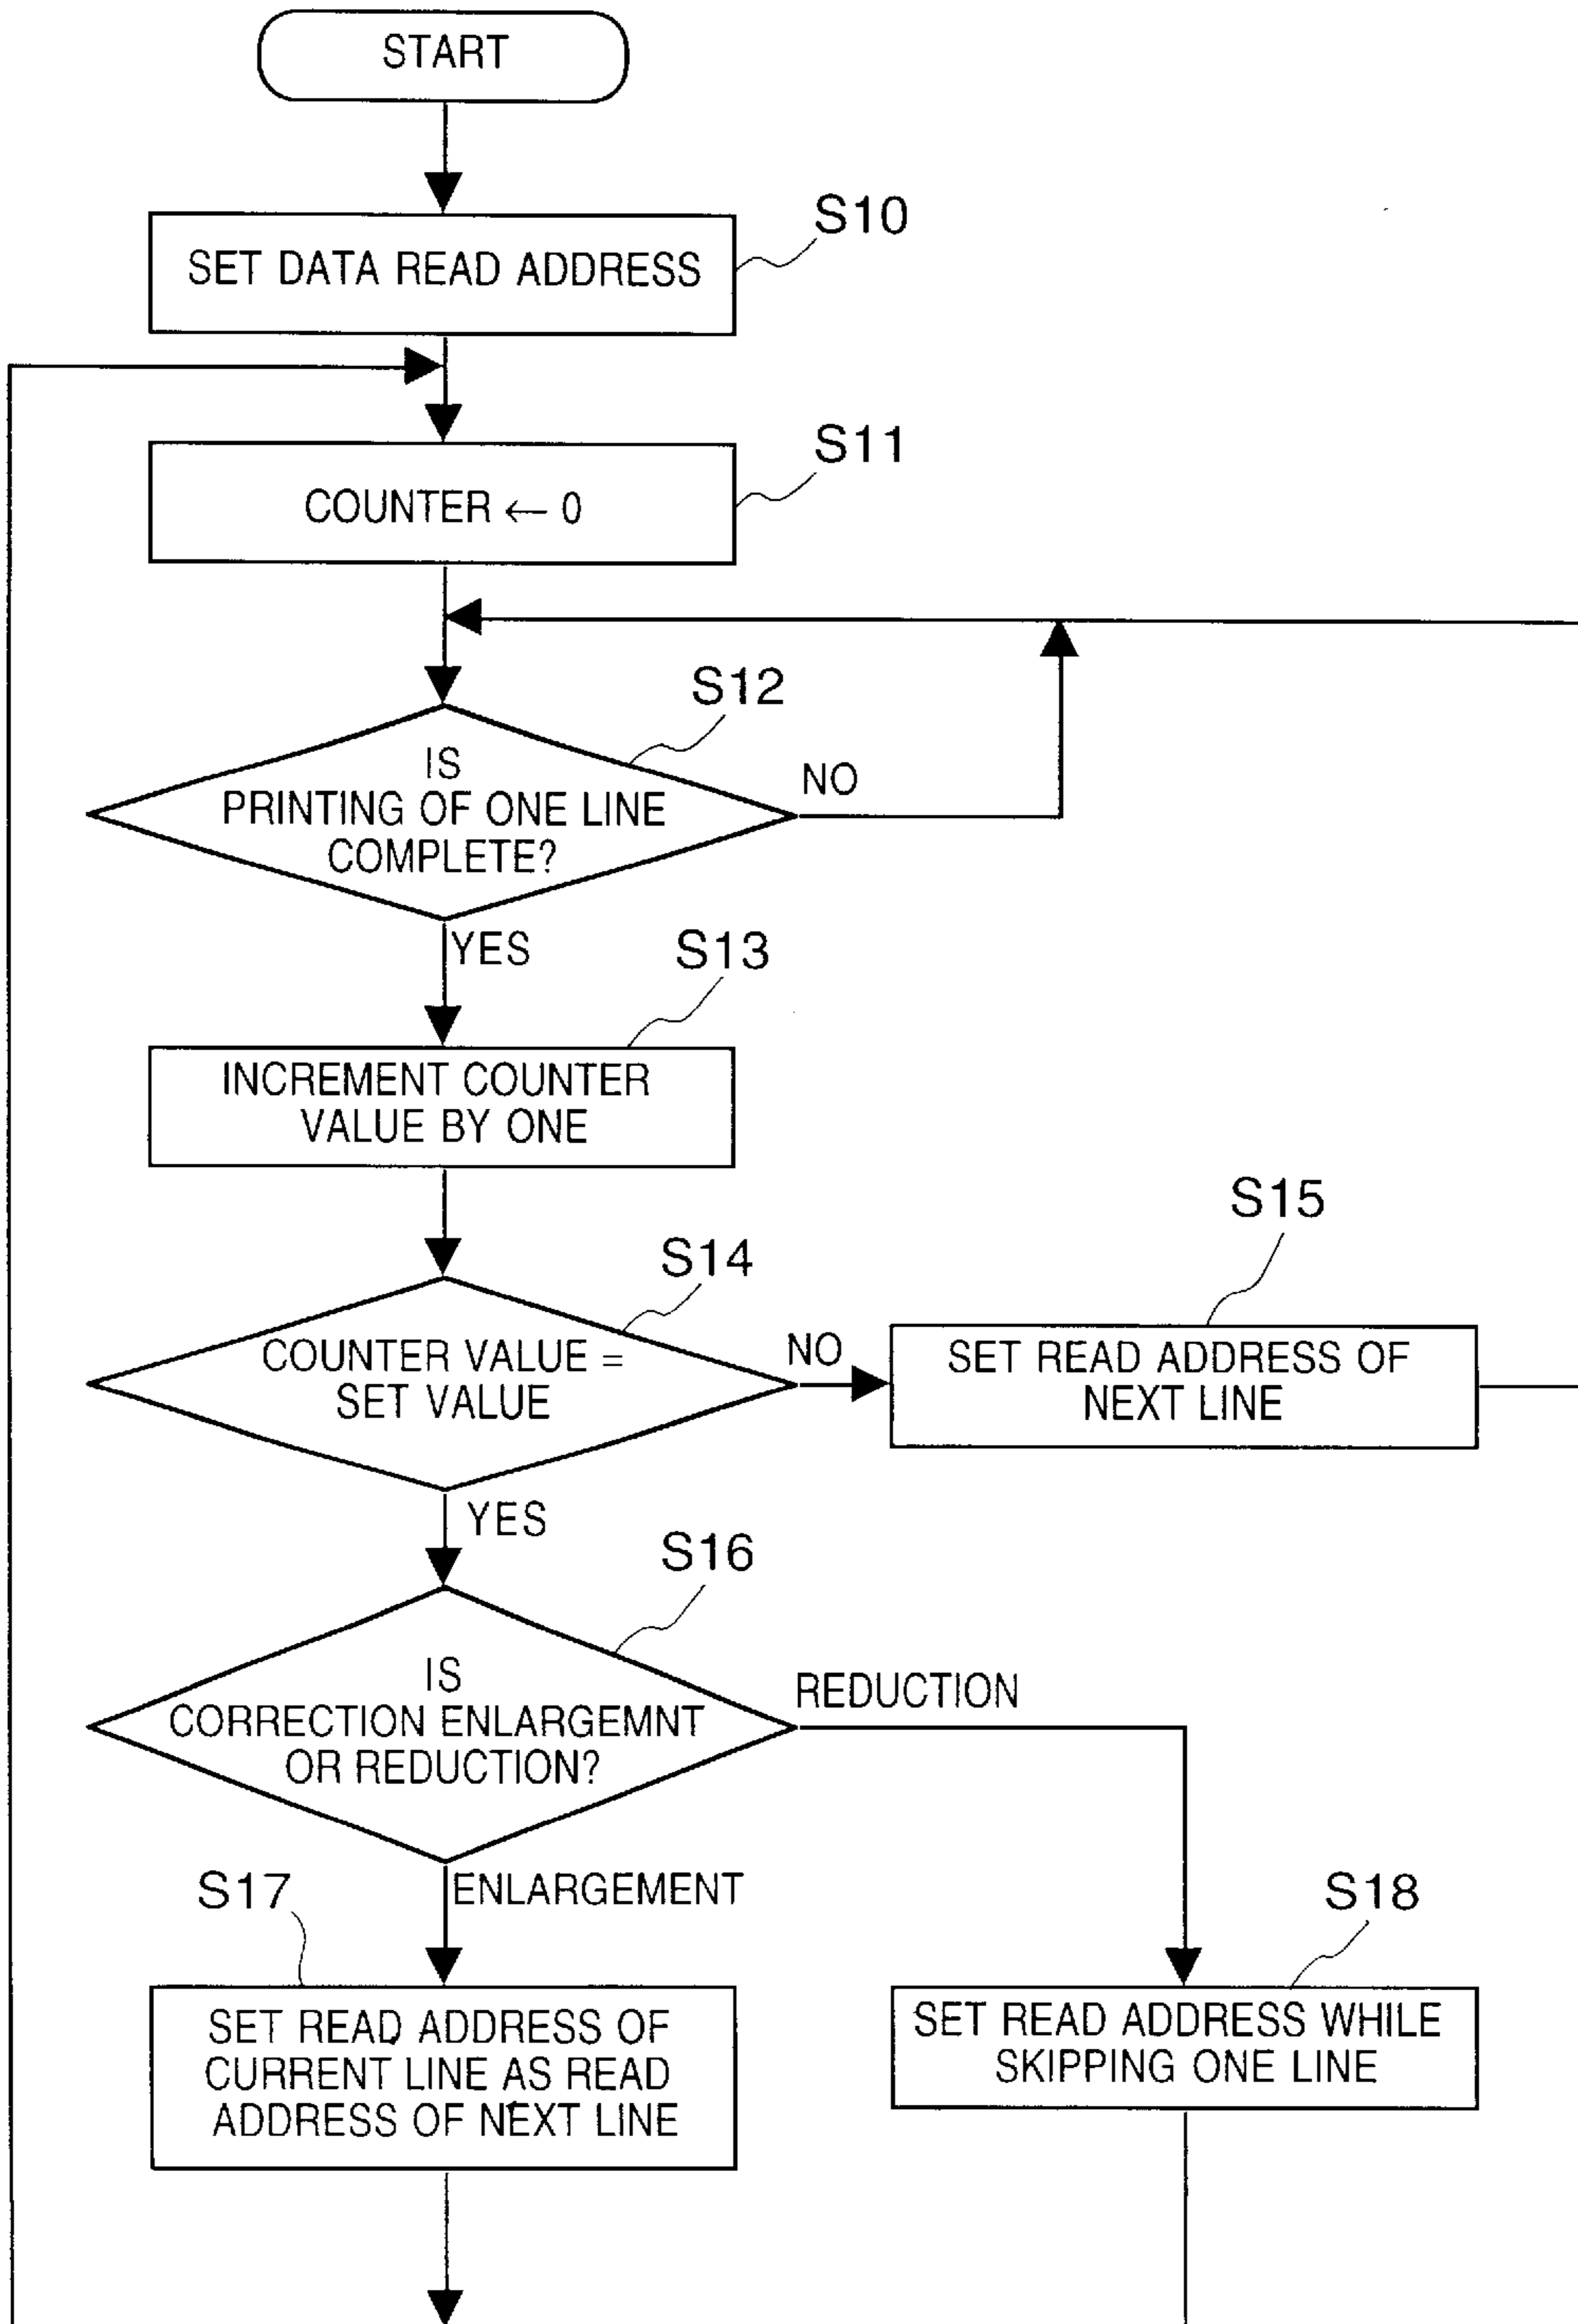 START
S10
SET DATA READ ADDRESS
S11
COUNTER ← 0
S12
IS
PRINTING OF ONE LINE
COMPLETE?
NO
YES
S13
INCREMENT COUNTER
VALUE BY ONE
S14
COUNTER VALUE =
SET VALUE
NO
S15
SET READ ADDRESS OF
NEXT LINE
YES
S16
IS
CORRECTION ENLARGEMNT
OR REDUCTION?
REDUCTION
ENLARGEMENT
S17
SET READ ADDRESS OF
CURRENT LINE AS READ
ADDRESS OF NEXT LINE
S18
SET READ ADDRESS WHILE
SKIPPING ONE LINE